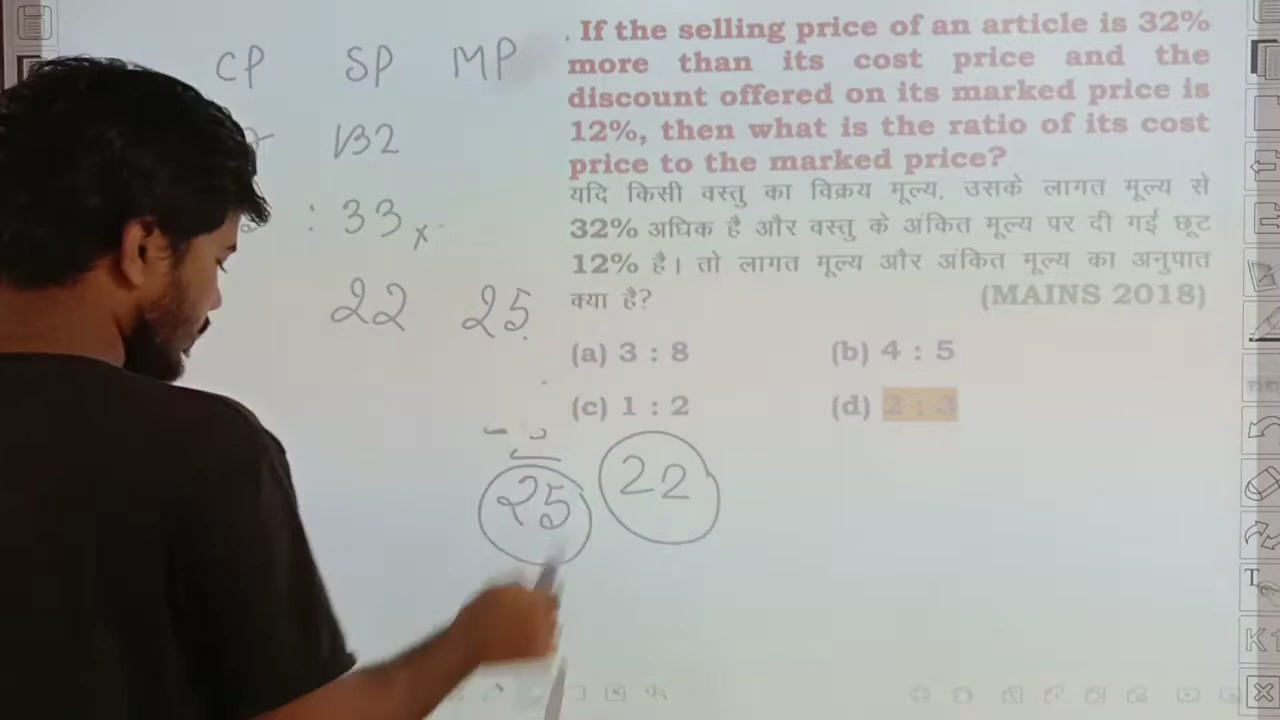 CP SP MP
132
: 33 x
22 25
25 22
. If the selling price of an article is 32%
more than its cost price and the
discount offered on its marked price is
12%, then what is the ratio of its cost
price to the marked price?
यदि किसी वस्तु का विक्रय मूल्य, उसके लागत मूल्य से
32% अधिक है और वस्तु के अंकित मूल्य पर दी गई छूट
12% है। तो लागत मूल्य और अंकित मूल्य का अनुपात
क्या है? (MAINS 2018)
(a) 3 : 8 (b) 4 : 5
(c) 1 : 2 (d) 2 : 3
T
K